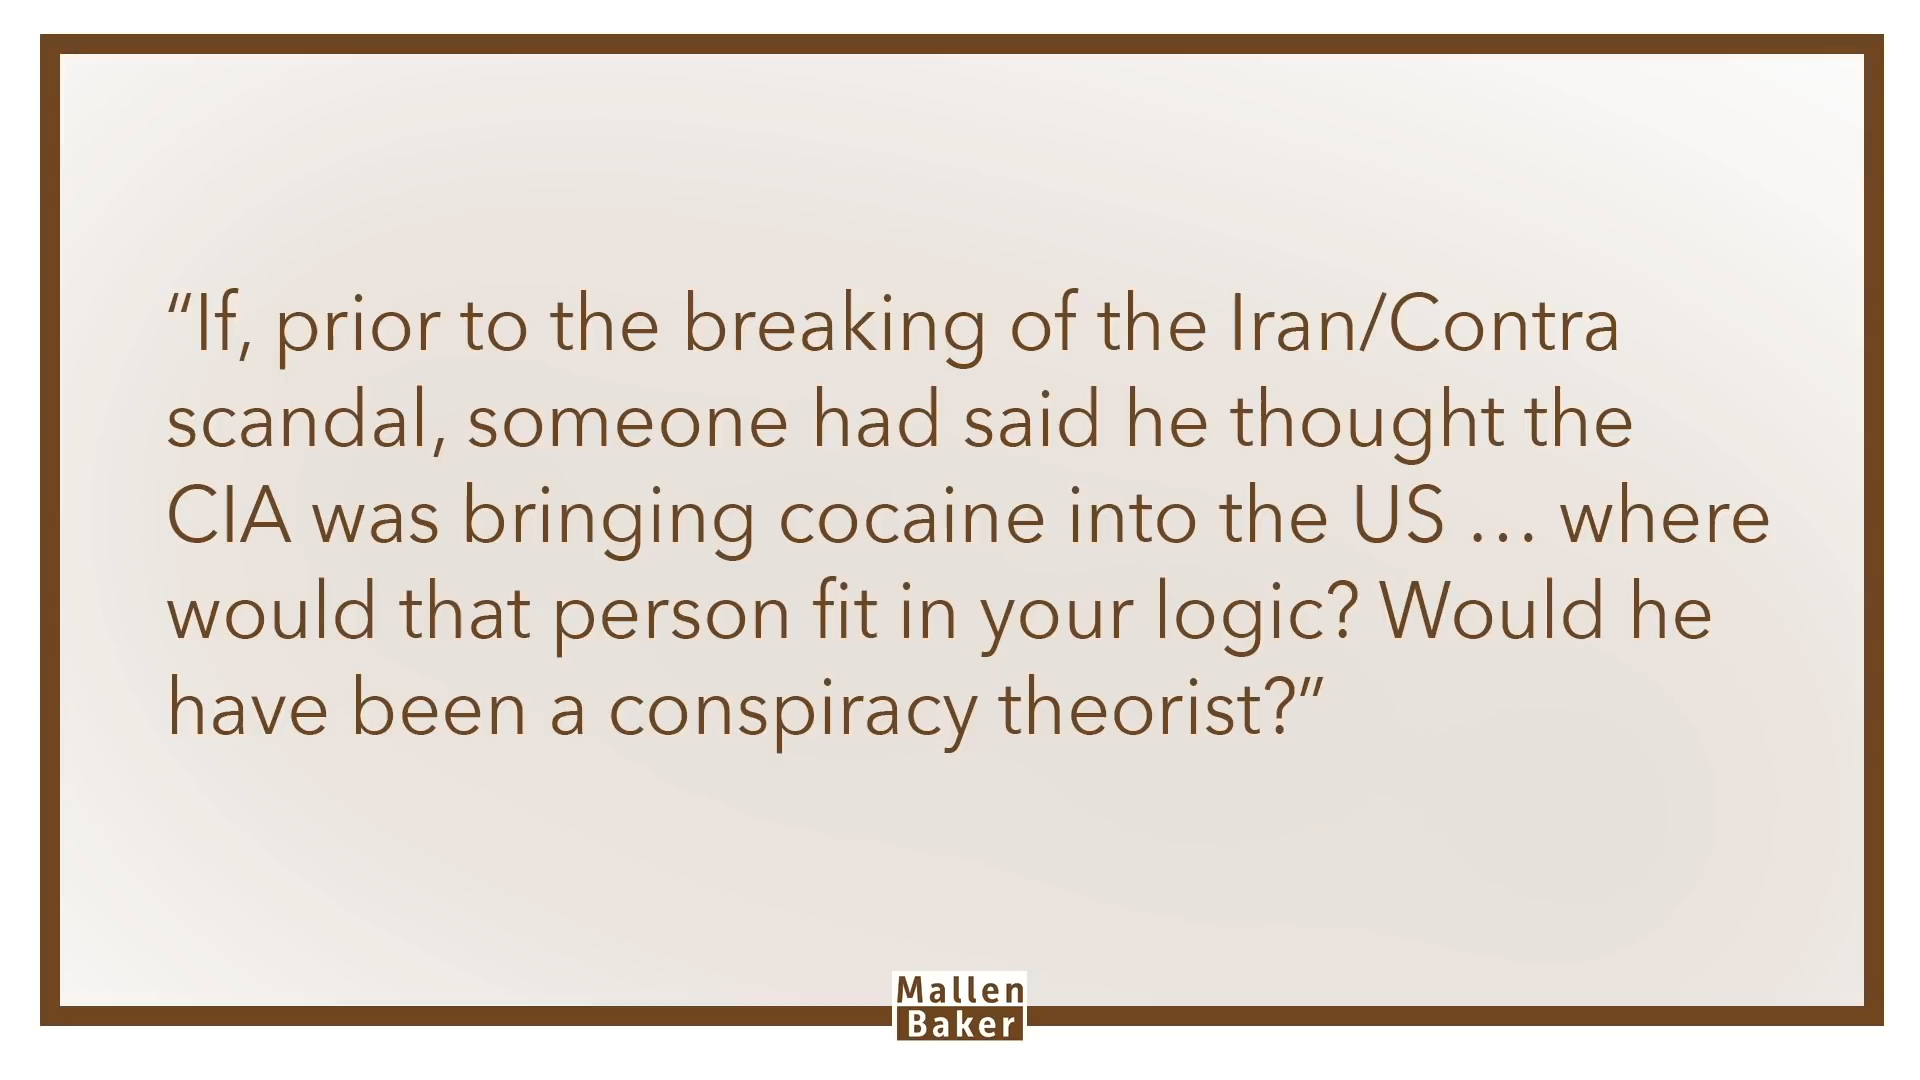 “If, prior to the breaking of the Iran/Contra
scandal, someone had said he thought the
CIA was bringing cocaine into the US … where
would that person fit in your logic? Would he
have been a conspiracy theorist?”
Mallen
Baker